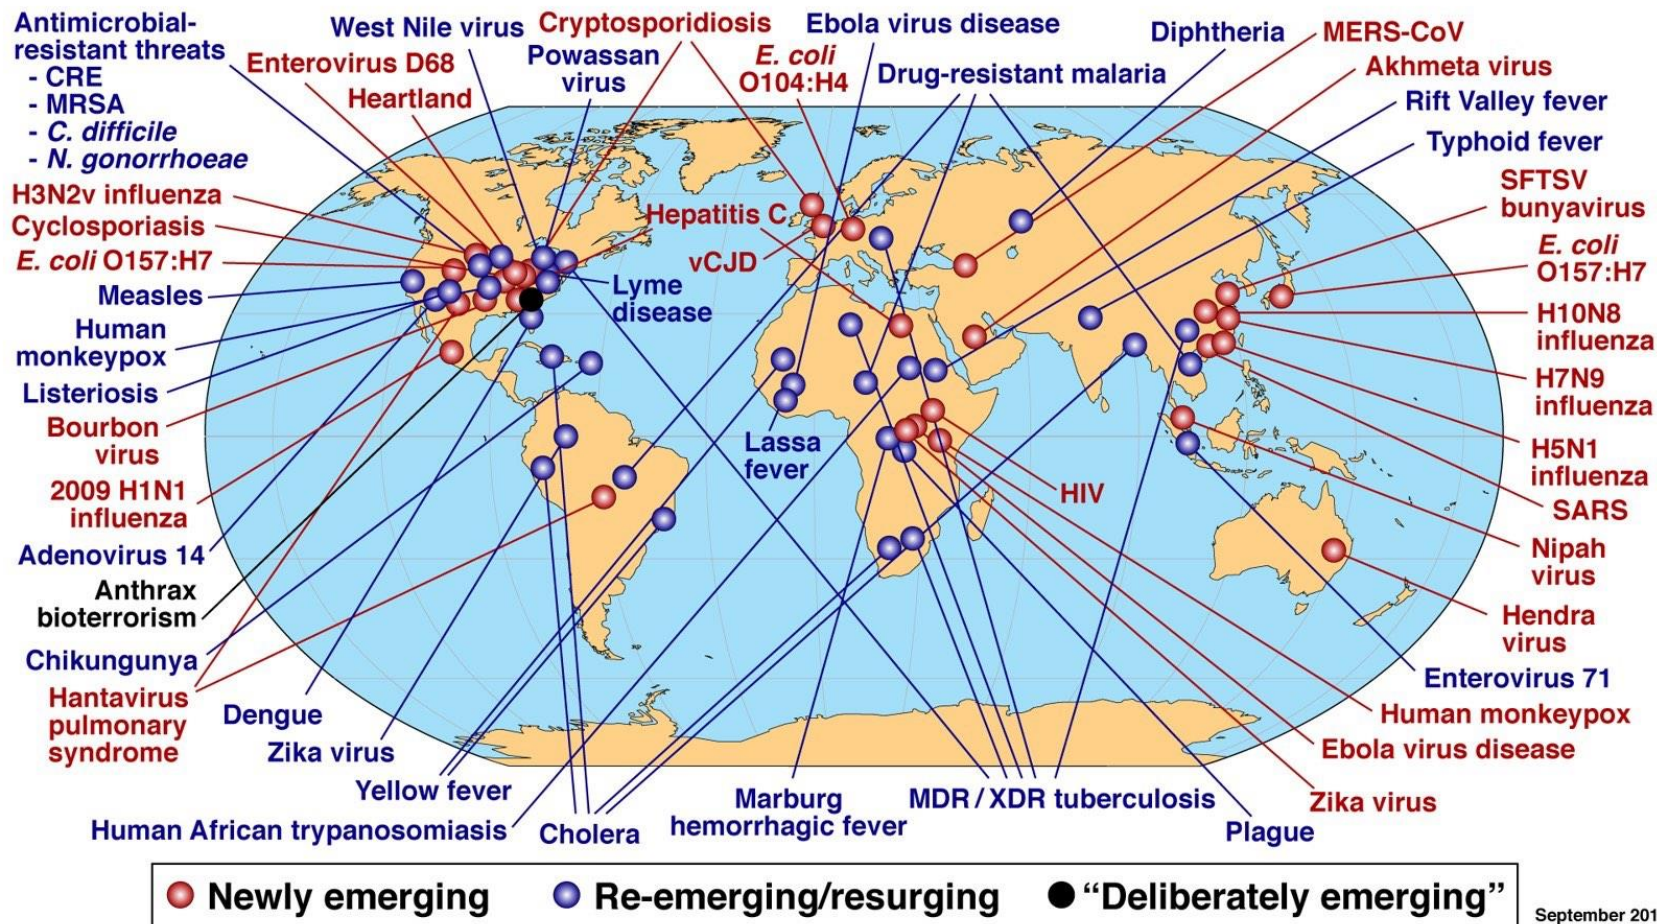 Antimicrobial-
resistant threats
- CRE
- MRSA
- C. difficile
- N. gonorrhoeae
West Nile virus
Cryptosporidiosis
Ebola virus disease
Diphtheria
MERS-CoV
Enterovirus D68
Powassan
virus
E. coli
O104:H4
Drug-resistant malaria
Akhmeta virus
Heartland
Rift Valley fever
Typhoid fever
H3N2v influenza
Cyclosporiasis
E. coli O157:H7
Measles
Human
monkeypox
Listeriosis
Bourbon
virus
2009 H1N1
influenza
Adenovirus 14
Anthrax
bioterrorism
Chikungunya
Hantavirus
pulmonary
syndrome
Dengue
Zika virus
Yellow fever
Human African trypanosomiasis
Cholera
Hepatitis C
vCJD
Lyme
disease
Lassa
fever
HIV
Marburg
hemorrhagic fever
MDR / XDR tuberculosis
Plague
SFTSV
bunyavirus
E. coli
O157:H7
H10N8
influenza
H7N9
influenza
H5N1
influenza
SARS
Nipah
virus
Hendra
virus
Enterovirus 71
Human monkeypox
Ebola virus disease
Zika virus
Newly emerging
Re-emerging/resurging
“Deliberately emerging”
September